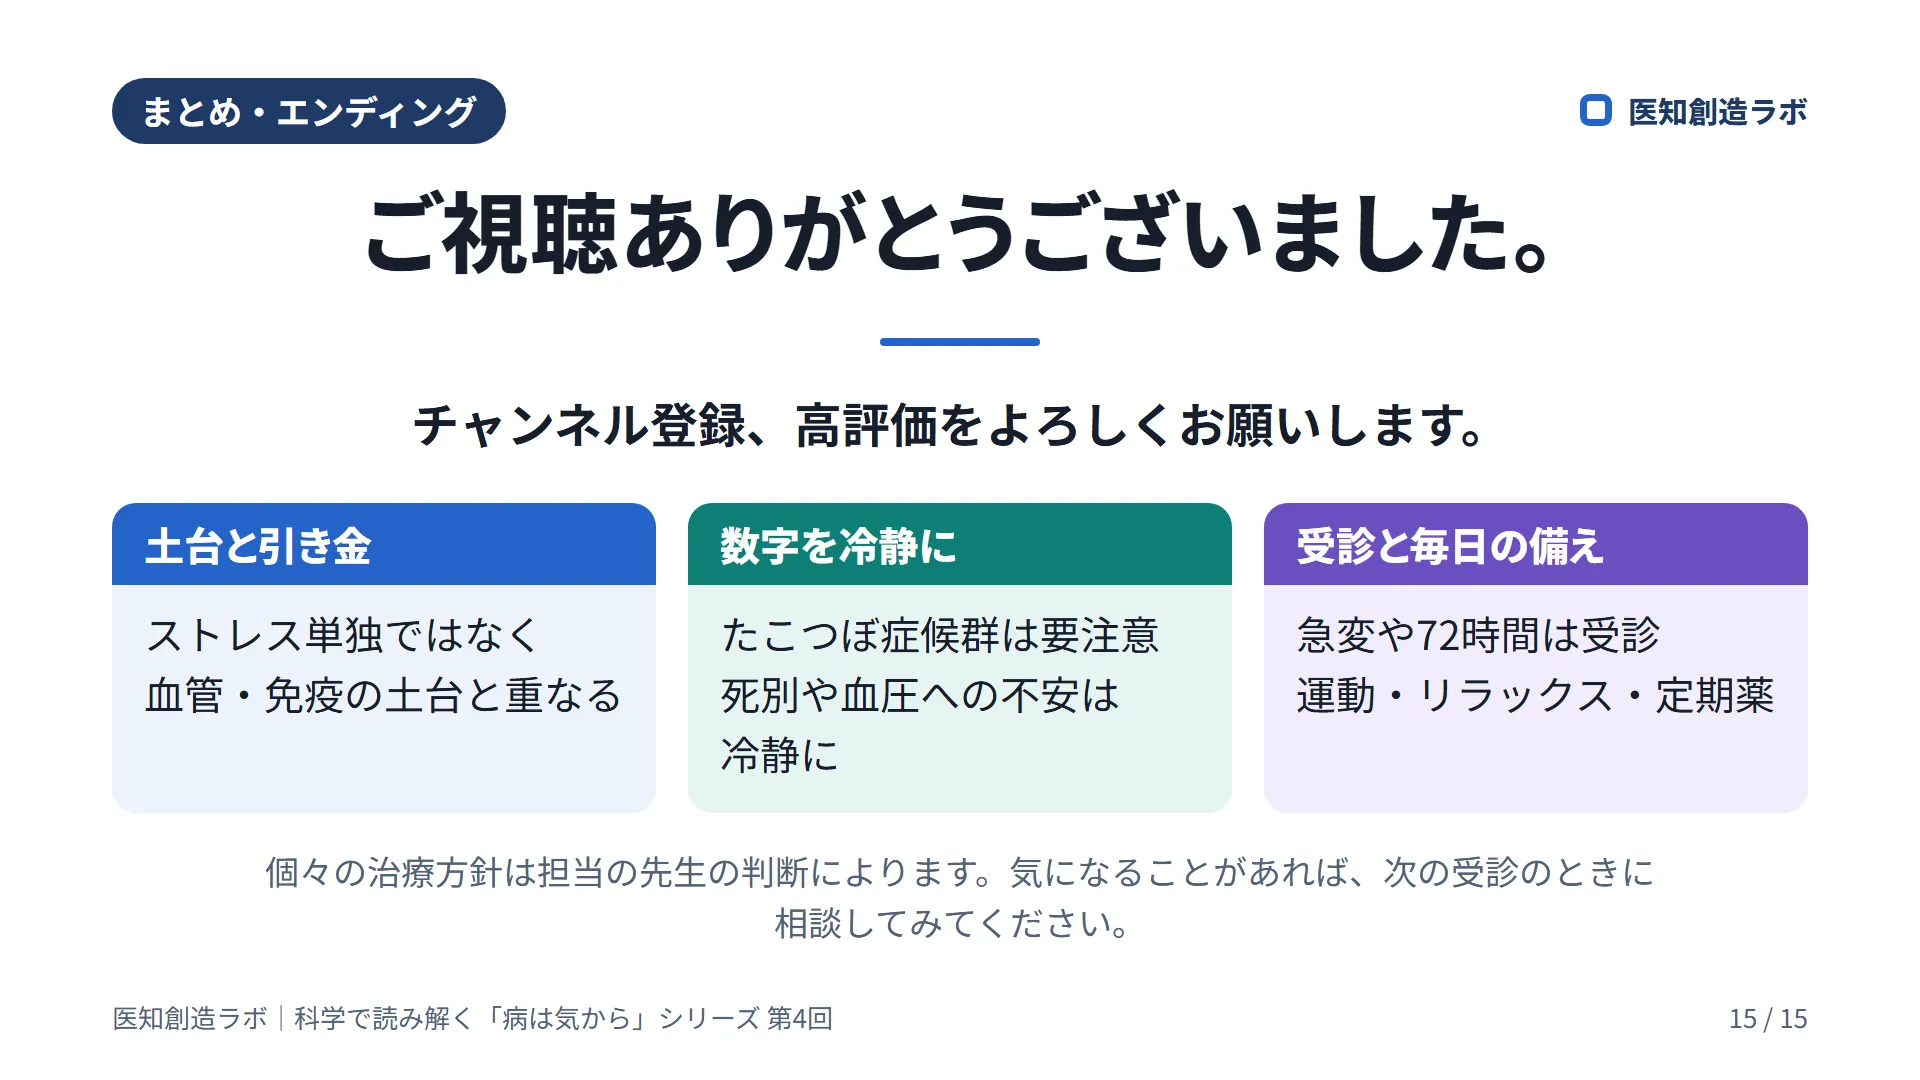 まとめ・エンディング
医知創造ラボ
ご視聴ありがとうございました。
チャンネル登録、高評価をよろしくお願いします。
土台と引き金
ストレス単独ではなく
血管・免疫の土台と重なる
数字を冷静に
たこつぼ症候群は要注意
死別や血圧への不安は
冷静に
受診と毎日の備え
急変や72時間は受診
運動・リラックス・定期薬
個々の治療方針は担当の先生の判断によります。気になることがあれば、次の受診のときに
相談してみてください。
医知創造ラボ｜科学で読み解く「病は気から」シリーズ 第4回
15 / 15